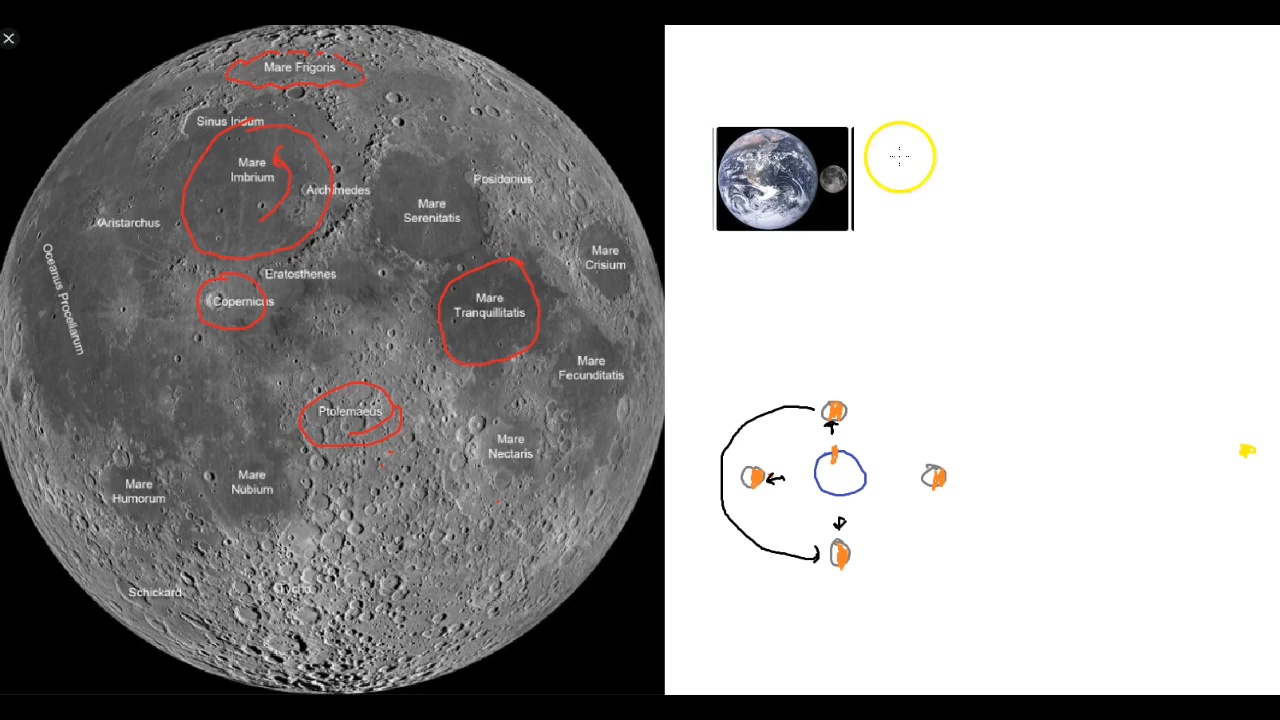 Mare Frigoris
Sinus Iridum
Mare
Imbrium
Archimedes
Posidonius
Mare
Serenitatis
Aristarchus
Mare
Crisium
Eratosthenes
Copernicus
Oceanus Procellarum
Mare
Tranquillitatis
Mare
Fecunditatis
Ptolemaeus
Mare
Nectaris
Mare
Humorum
Mare
Nubium
Schickard
Tycho